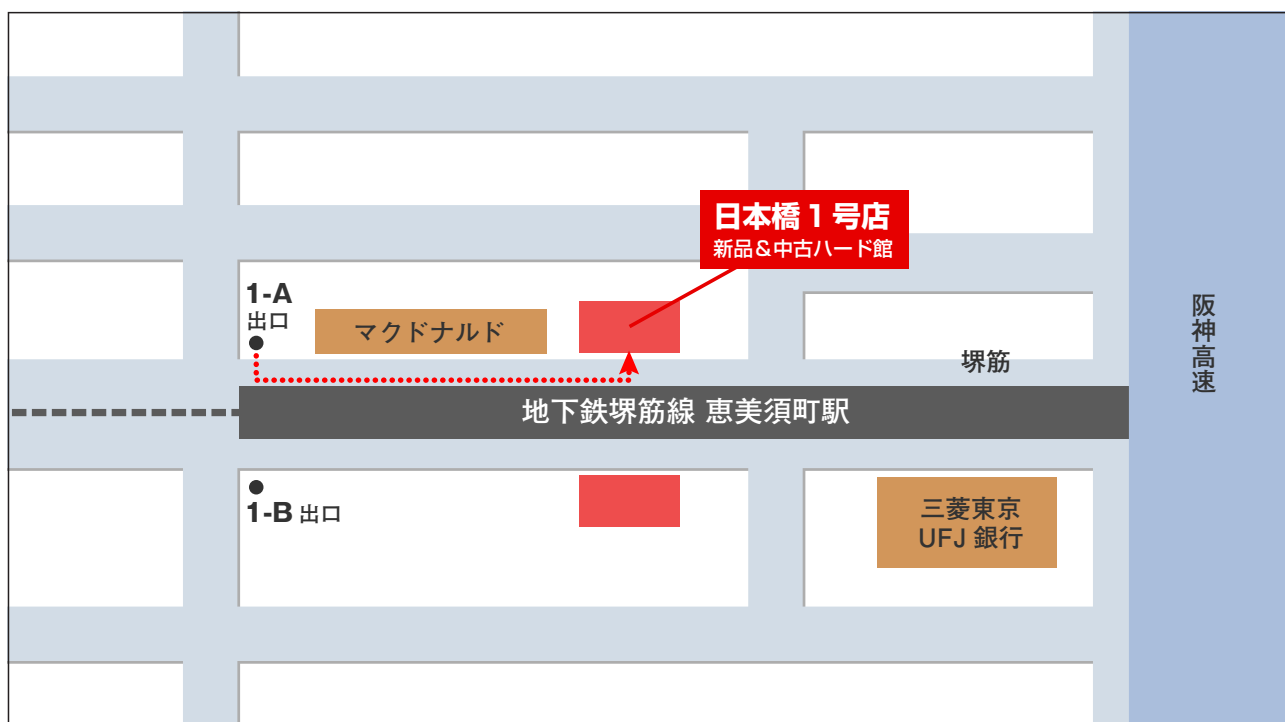 日本橋1号店
新品&中古ハード館
1-A
出口
マクドナルド
堺筋
阪神高速
地下鉄堺筋線 恵美須町駅
1-B 出口
三菱東京
UFJ 銀行